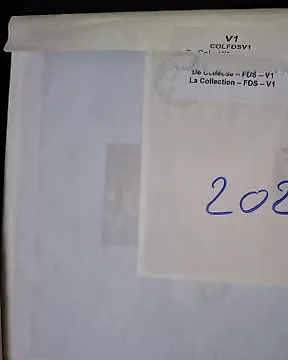 V1
COLFDSV1
De Collectie – FDS – V1
La Collection – FDS – V1
202